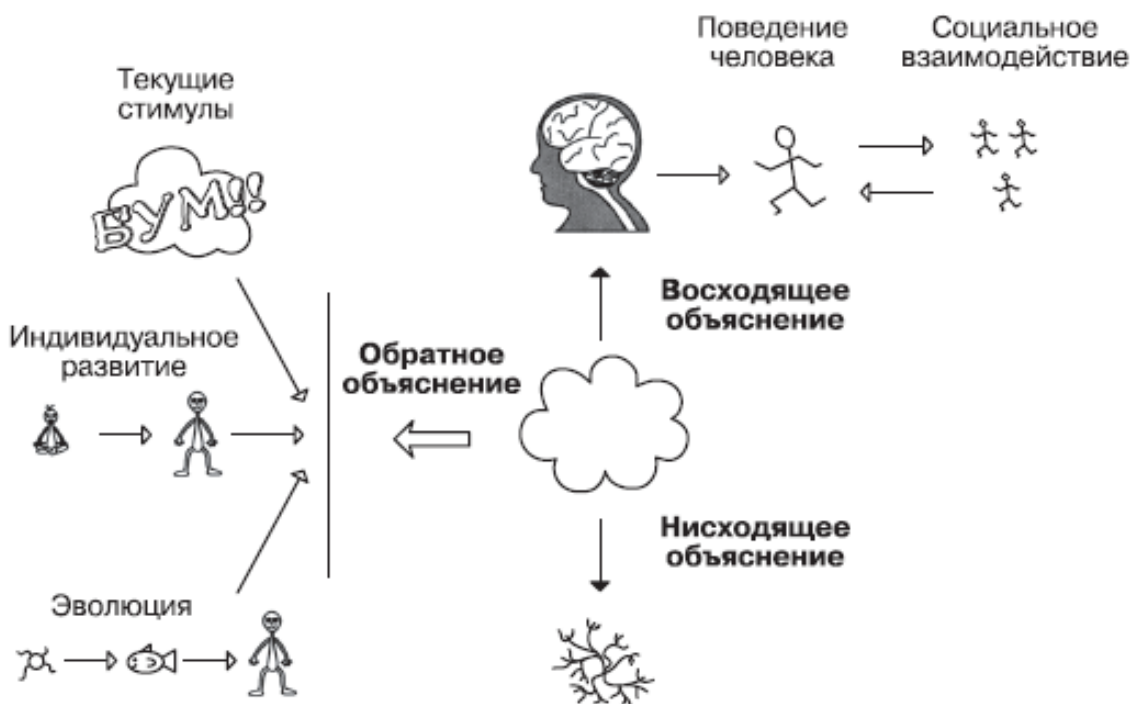 Поведение
человека
Социальное
взаимодействие
Текущие
стимулы
БУМ!!
Восходящее
объяснение
Индивидуальное
развитие
Обратное
объяснение
Нисходящее
объяснение
Эволюция